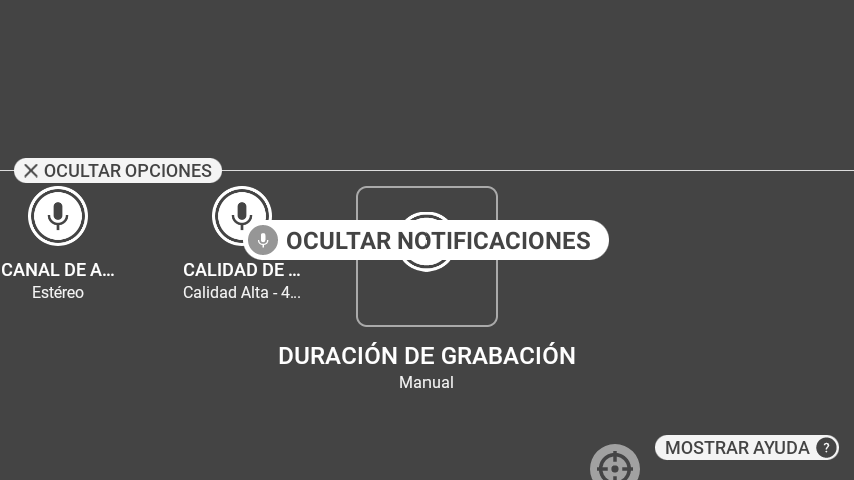 OCULTAR OPCIONES
OCULTAR NOTIFICACIONES
CANAL DE A...
Estéreo
CALIDAD DE ...
Calidad Alta - 4...
DURACIÓN DE GRABACIÓN
Manual
MOSTRAR AYUDA ?